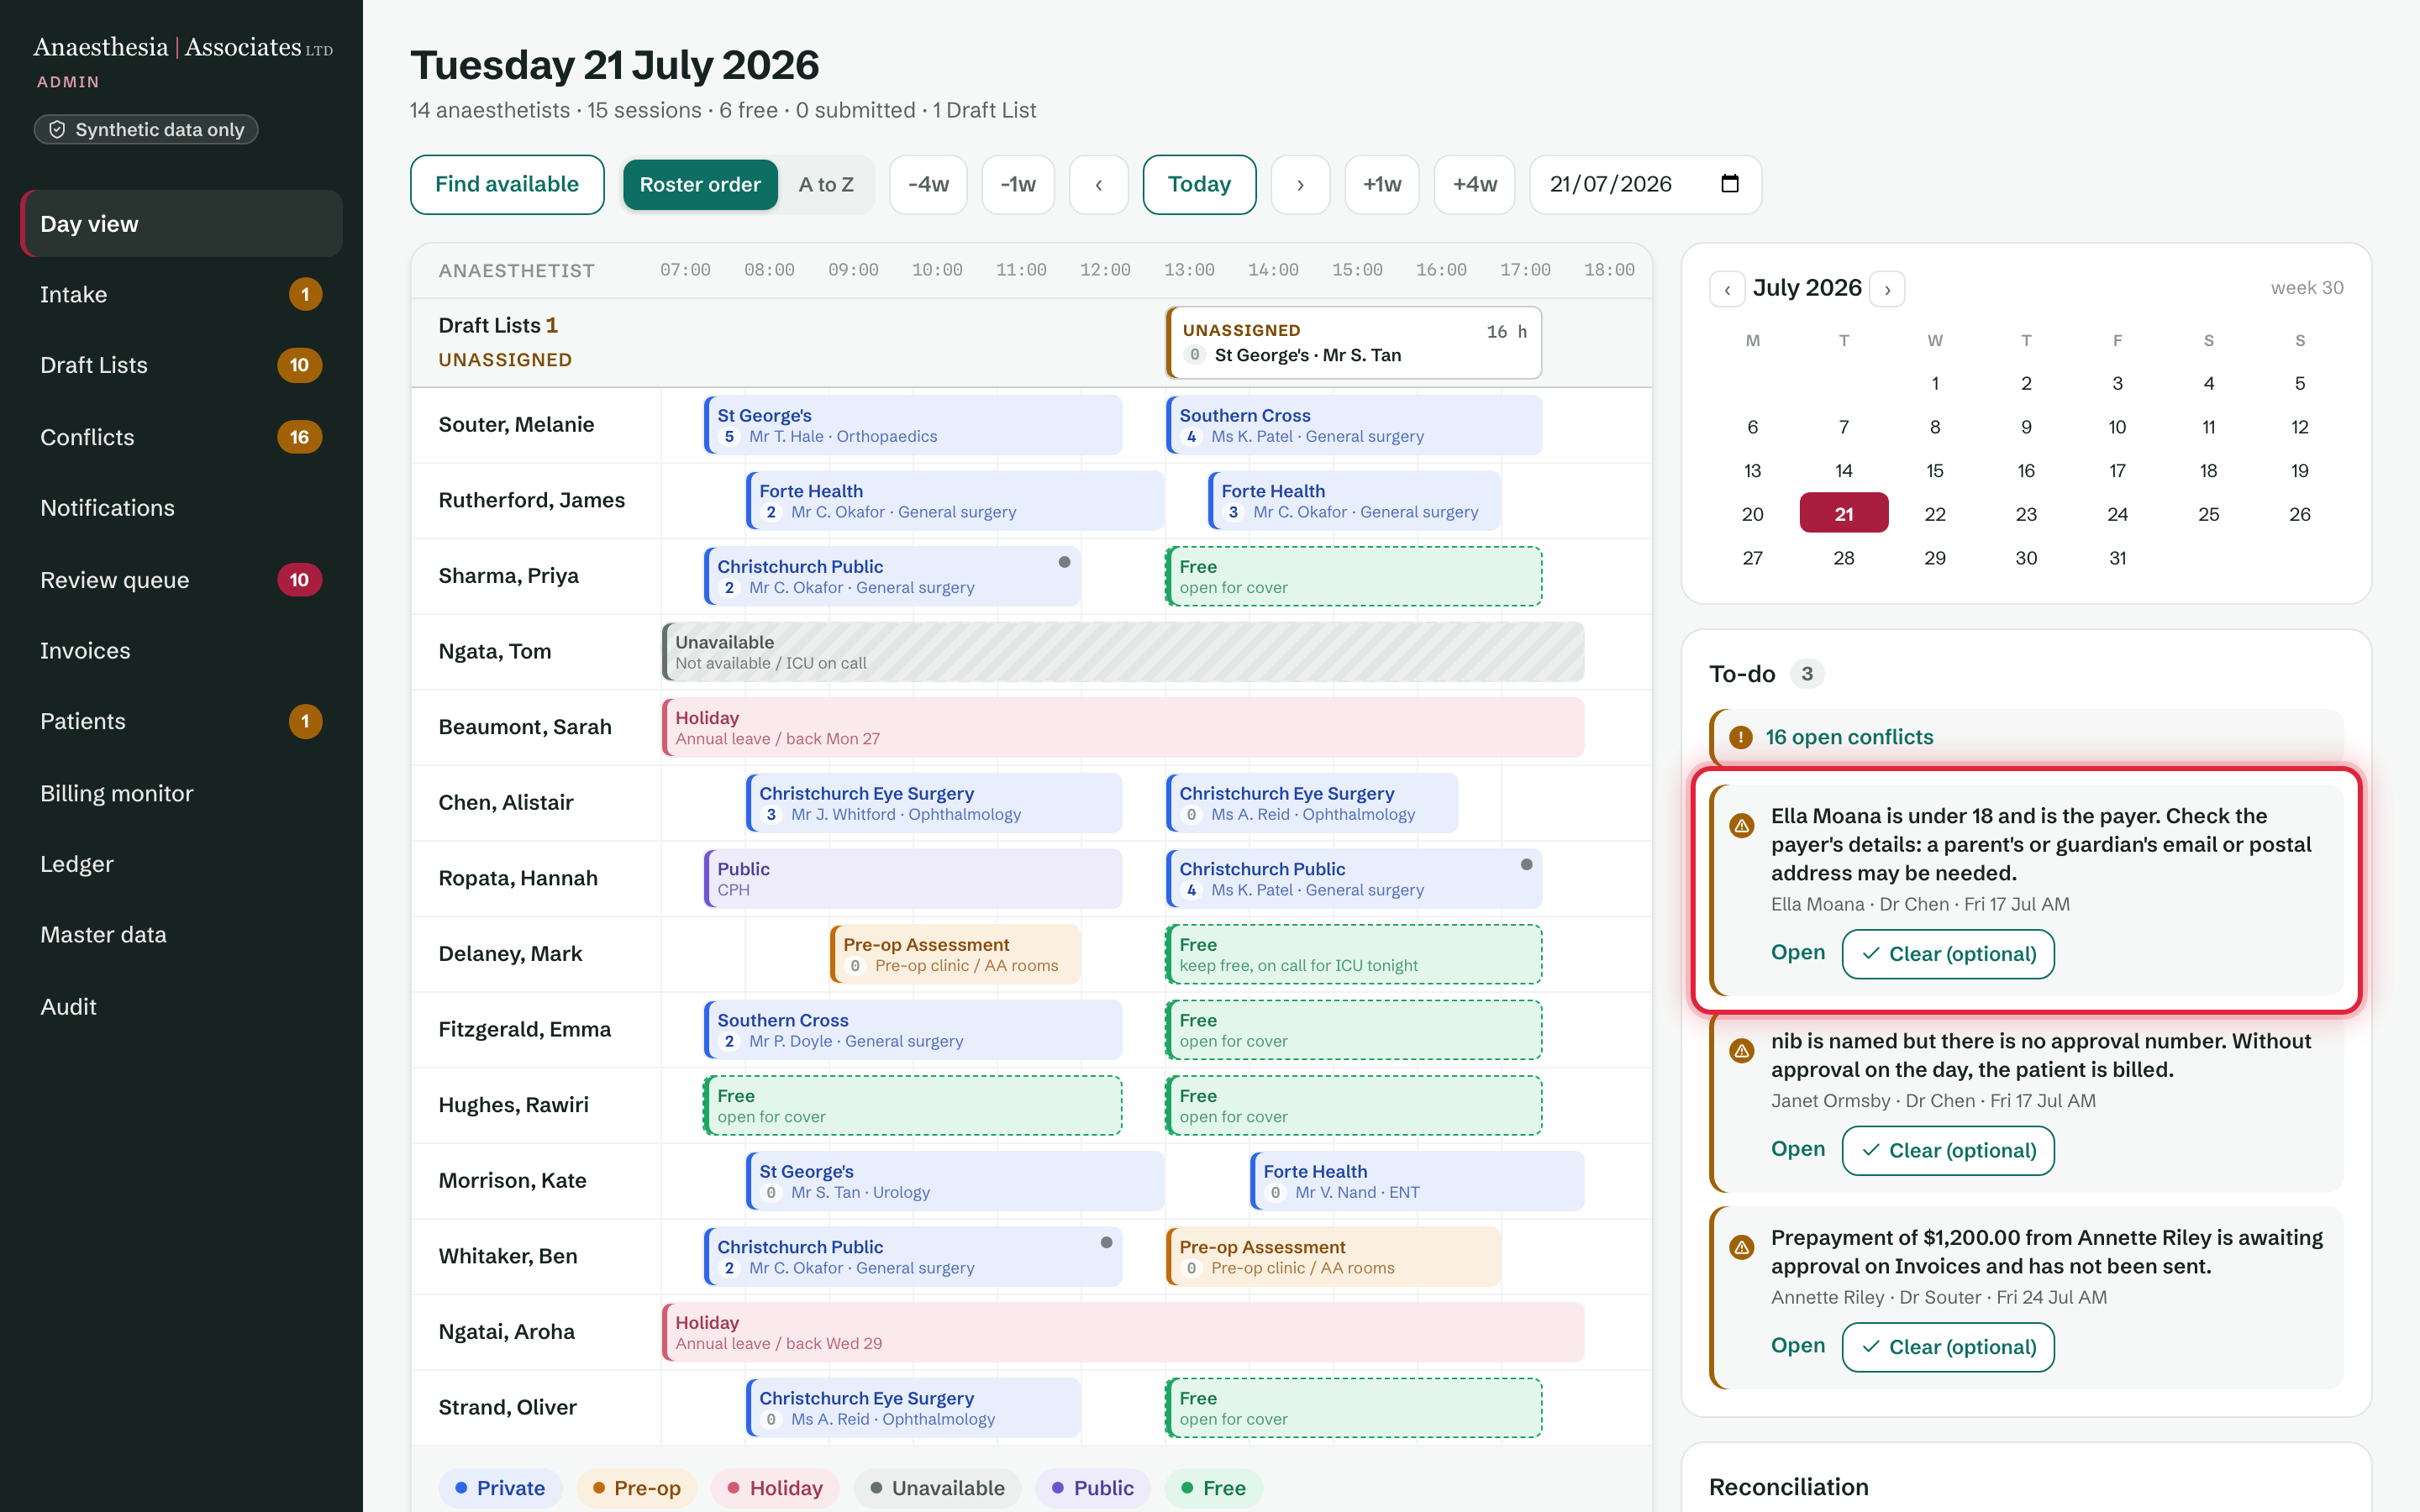 Anaesthesia | Associates LTD
ADMIN
Synthetic data only
Day view
Intake 1
Draft Lists 10
Conflicts 16
Notifications
Review queue 10
Invoices
Patients 1
Billing monitor
Ledger
Master data
Audit
Tuesday 21 July 2026
14 anaesthetists · 15 sessions · 6 free · 0 submitted · 1 Draft List
Find available
Roster order
A to Z
-4w
-1w
‹
Today
›
+1w
+4w
21/07/2026
ANAESTHETIST 07:00 08:00 09:00 10:00 11:00 12:00 13:00 14:00 15:00 16:00 17:00 18:00
Draft Lists 1
UNASSIGNED
UNASSIGNED 16 h
0 St George's · Mr S. Tan
Souter, Melanie
St George's
5 Mr T. Hale · Orthopaedics
Southern Cross
4 Ms K. Patel · General surgery
Rutherford, James
Forte Health
2 Mr C. Okafor · General surgery
Forte Health
3 Mr C. Okafor · General surgery
Sharma, Priya
Christchurch Public
2 Mr C. Okafor · General surgery
Free
open for cover
Ngata, Tom
Unavailable
Not available / ICU on call
Beaumont, Sarah
Holiday
Annual leave / back Mon 27
Chen, Alistair
Christchurch Eye Surgery
3 Mr J. Whitford · Ophthalmology
Christchurch Eye Surgery
0 Ms A. Reid · Ophthalmology
Ropata, Hannah
Public
CPH
Christchurch Public
4 Ms K. Patel · General surgery
Delaney, Mark
Pre-op Assessment
0 Pre-op clinic / AA rooms
Free
keep free, on call for ICU tonight
Fitzgerald, Emma
Southern Cross
2 Mr P. Doyle · General surgery
Free
open for cover
Hughes, Rawiri
Free
open for cover
Free
open for cover
Morrison, Kate
St George's
0 Mr S. Tan · Urology
Forte Health
0 Mr V. Nand · ENT
Whitaker, Ben
Christchurch Public
2 Mr C. Okafor · General surgery
Pre-op Assessment
0 Pre-op clinic / AA rooms
Ngatai, Aroha
Holiday
Annual leave / back Wed 29
Strand, Oliver
Christchurch Eye Surgery
0 Ms A. Reid · Ophthalmology
Free
open for cover
Private
Pre-op
Holiday
Unavailable
Public
Free
‹ July 2026 › week 30
M T W T F S S
1 2 3 4 5
6 7 8 9 10 11 12
13 14 15 16 17 18 19
20 21 22 23 24 25 26
27 28 29 30 31
To-do 3
16 open conflicts
Ella Moana is under 18 and is the payer. Check the
payer's details: a parent's or guardian's email or postal
address may be needed.
Ella Moana · Dr Chen · Fri 17 Jul AM
Open ✓ Clear (optional)
nib is named but there is no approval number. Without
approval on the day, the patient is billed.
Janet Ormsby · Dr Chen · Fri 17 Jul AM
Open ✓ Clear (optional)
Prepayment of $1,200.00 from Annette Riley is awaiting
approval on Invoices and has not been sent.
Annette Riley · Dr Souter · Fri 24 Jul AM
Open ✓ Clear (optional)
Reconciliation